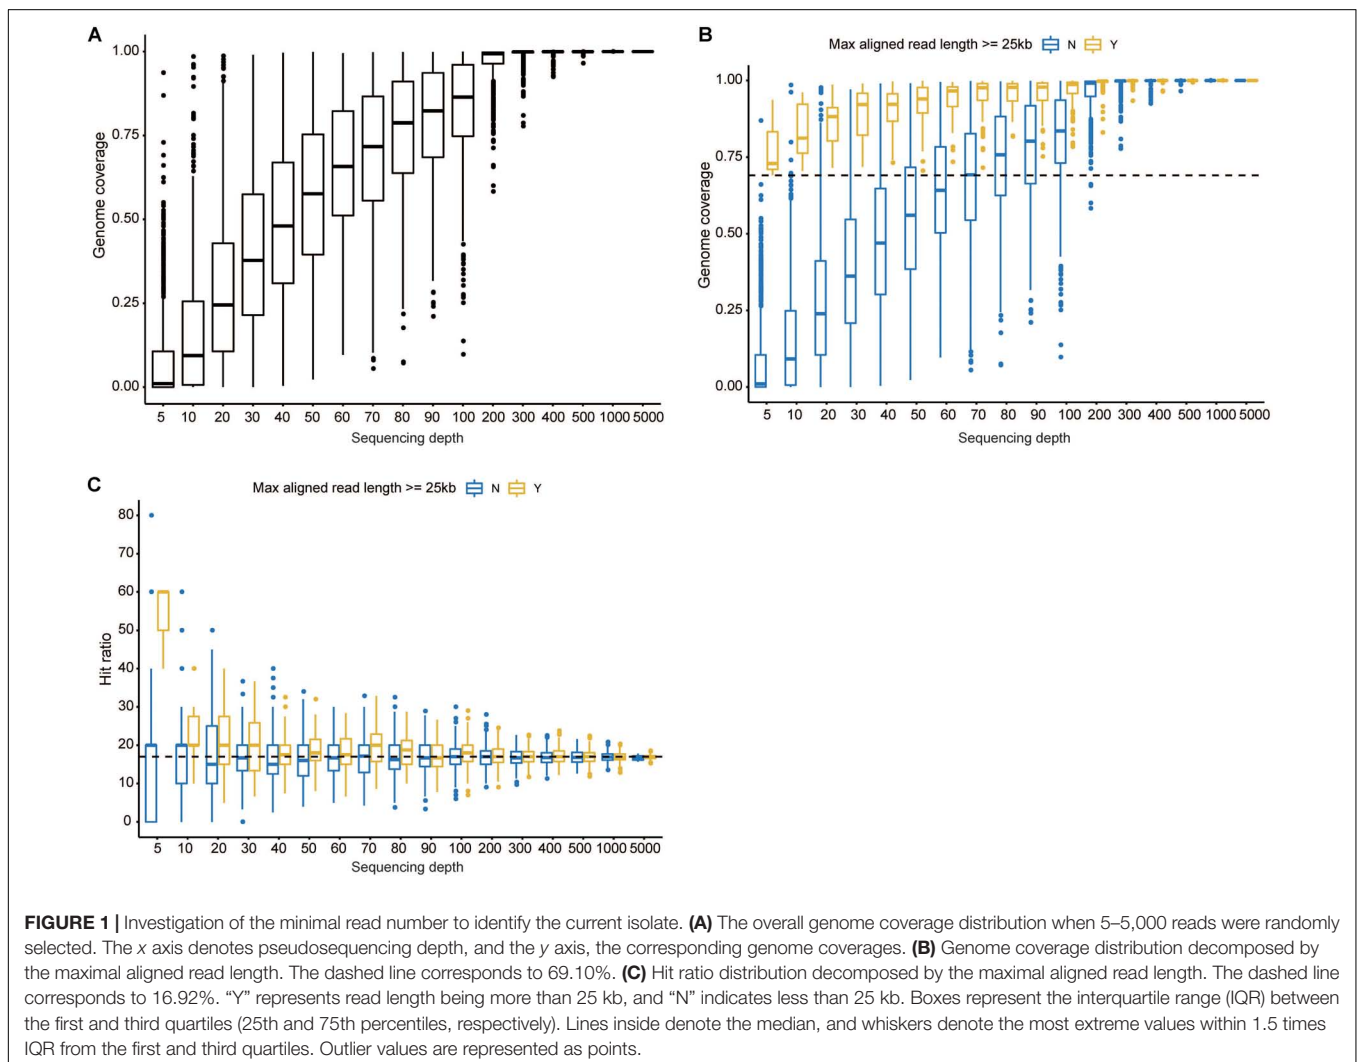 A
1.00
0.75
0.50
0.25
0.00
Genome coverage
5 10 20 30 40 50 60 70 80 90 100 200 300 400 500 1000 5000
Sequencing depth
B
Max aligned read length >= 25kb N Y
1.00
0.75
0.50
0.25
0.00
Genome coverage
5 10 20 30 40 50 60 70 80 90 100 200 300 400 500 1000 5000
Sequencing depth
C
Max aligned read length >= 25kb N Y
80
70
60
50
40
30
20
10
0
Hit ratio
5 10 20 30 40 50 60 70 80 90 100 200 300 400 500 1000 5000
Sequencing depth
FIGURE 1 | Investigation of the minimal read number to identify the current isolate. (A) The overall genome coverage distribution when 5–5,000 reads were randomly
selected. The x axis denotes pseudosequencing depth, and the y axis, the corresponding genome coverages. (B) Genome coverage distribution decomposed by
the maximal aligned read length. The dashed line corresponds to 69.10%. (C) Hit ratio distribution decomposed by the maximal aligned read length. The dashed line
corresponds to 16.92%. “Y” represents read length being more than 25 kb, and “N” indicates less than 25 kb. Boxes represent the interquartile range (IQR) between
the first and third quartiles (25th and 75th percentiles, respectively). Lines inside denote the median, and whiskers denote the most extreme values within 1.5 times
IQR from the first and third quartiles. Outlier values are represented as points.